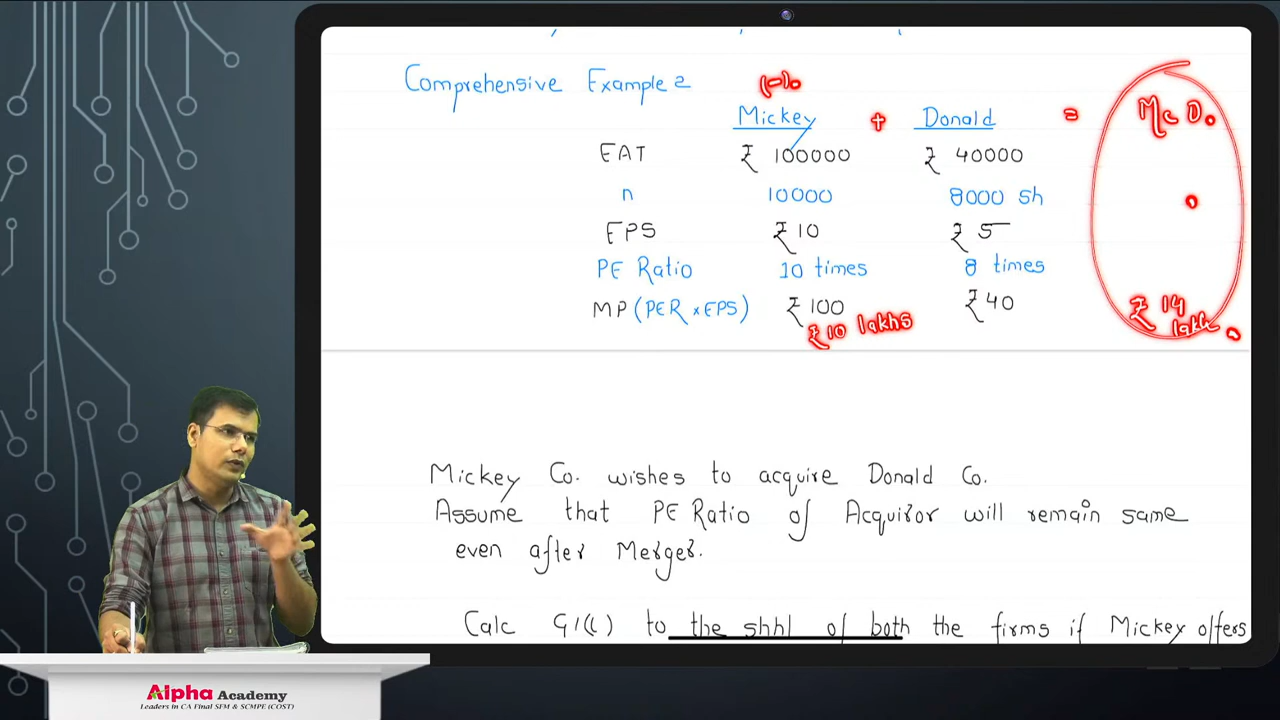 Comprehensive Example 2
(-).
Mickey + Donald = Mc D.
EAT ₹ 100000 ₹ 40000
n 10000 8000 sh
EPS ₹10 ₹ 5
PE Ratio 10 times 8 times
MP (PER × EPS) ₹ 100 ₹40 ₹ 14
₹10 lakhs lakh
Mickey Co. wishes to acquire Donald Co.
Assume that PE Ratio of Acquiror will remain same
even after Merger.
Calc G/(L) to the shhl of both the firms if Mickey offers
Alpha Academy
Leaders in CA Final SFM & SCMPE (COST)